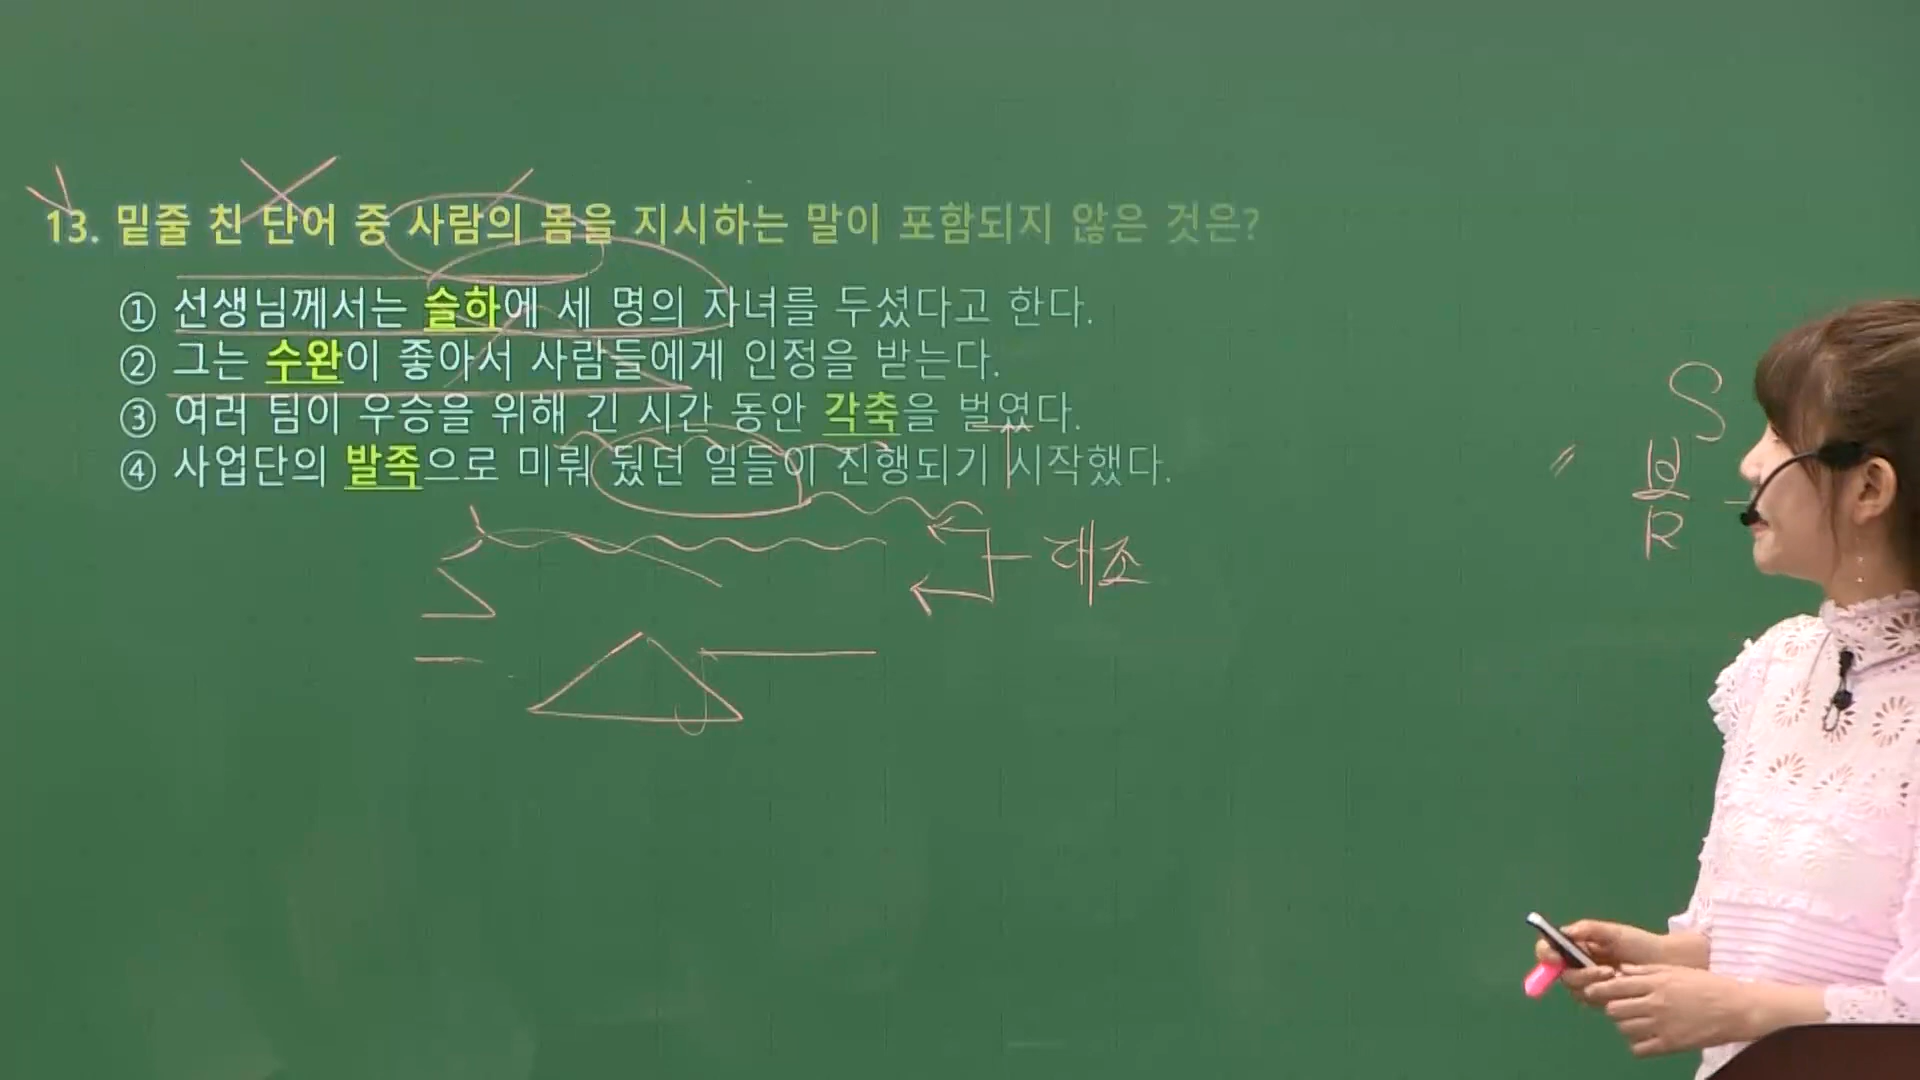 13. 밑줄 친 단어 중 사람의 몸을 지시하는 말이 포함되지 않은 것은?
① 선생님께서는 슬하에 세 명의 자녀를 두셨다고 한다.
② 그는 수완이 좋아서 사람들에게 인정을 받는다.
③ 여러 팀이 우승을 위해 긴 시간 동안 각축을 벌였다.
④ 사업단의 발족으로 미뤄 뒀던 일들이 진행되기 시작했다.
대조
S
R